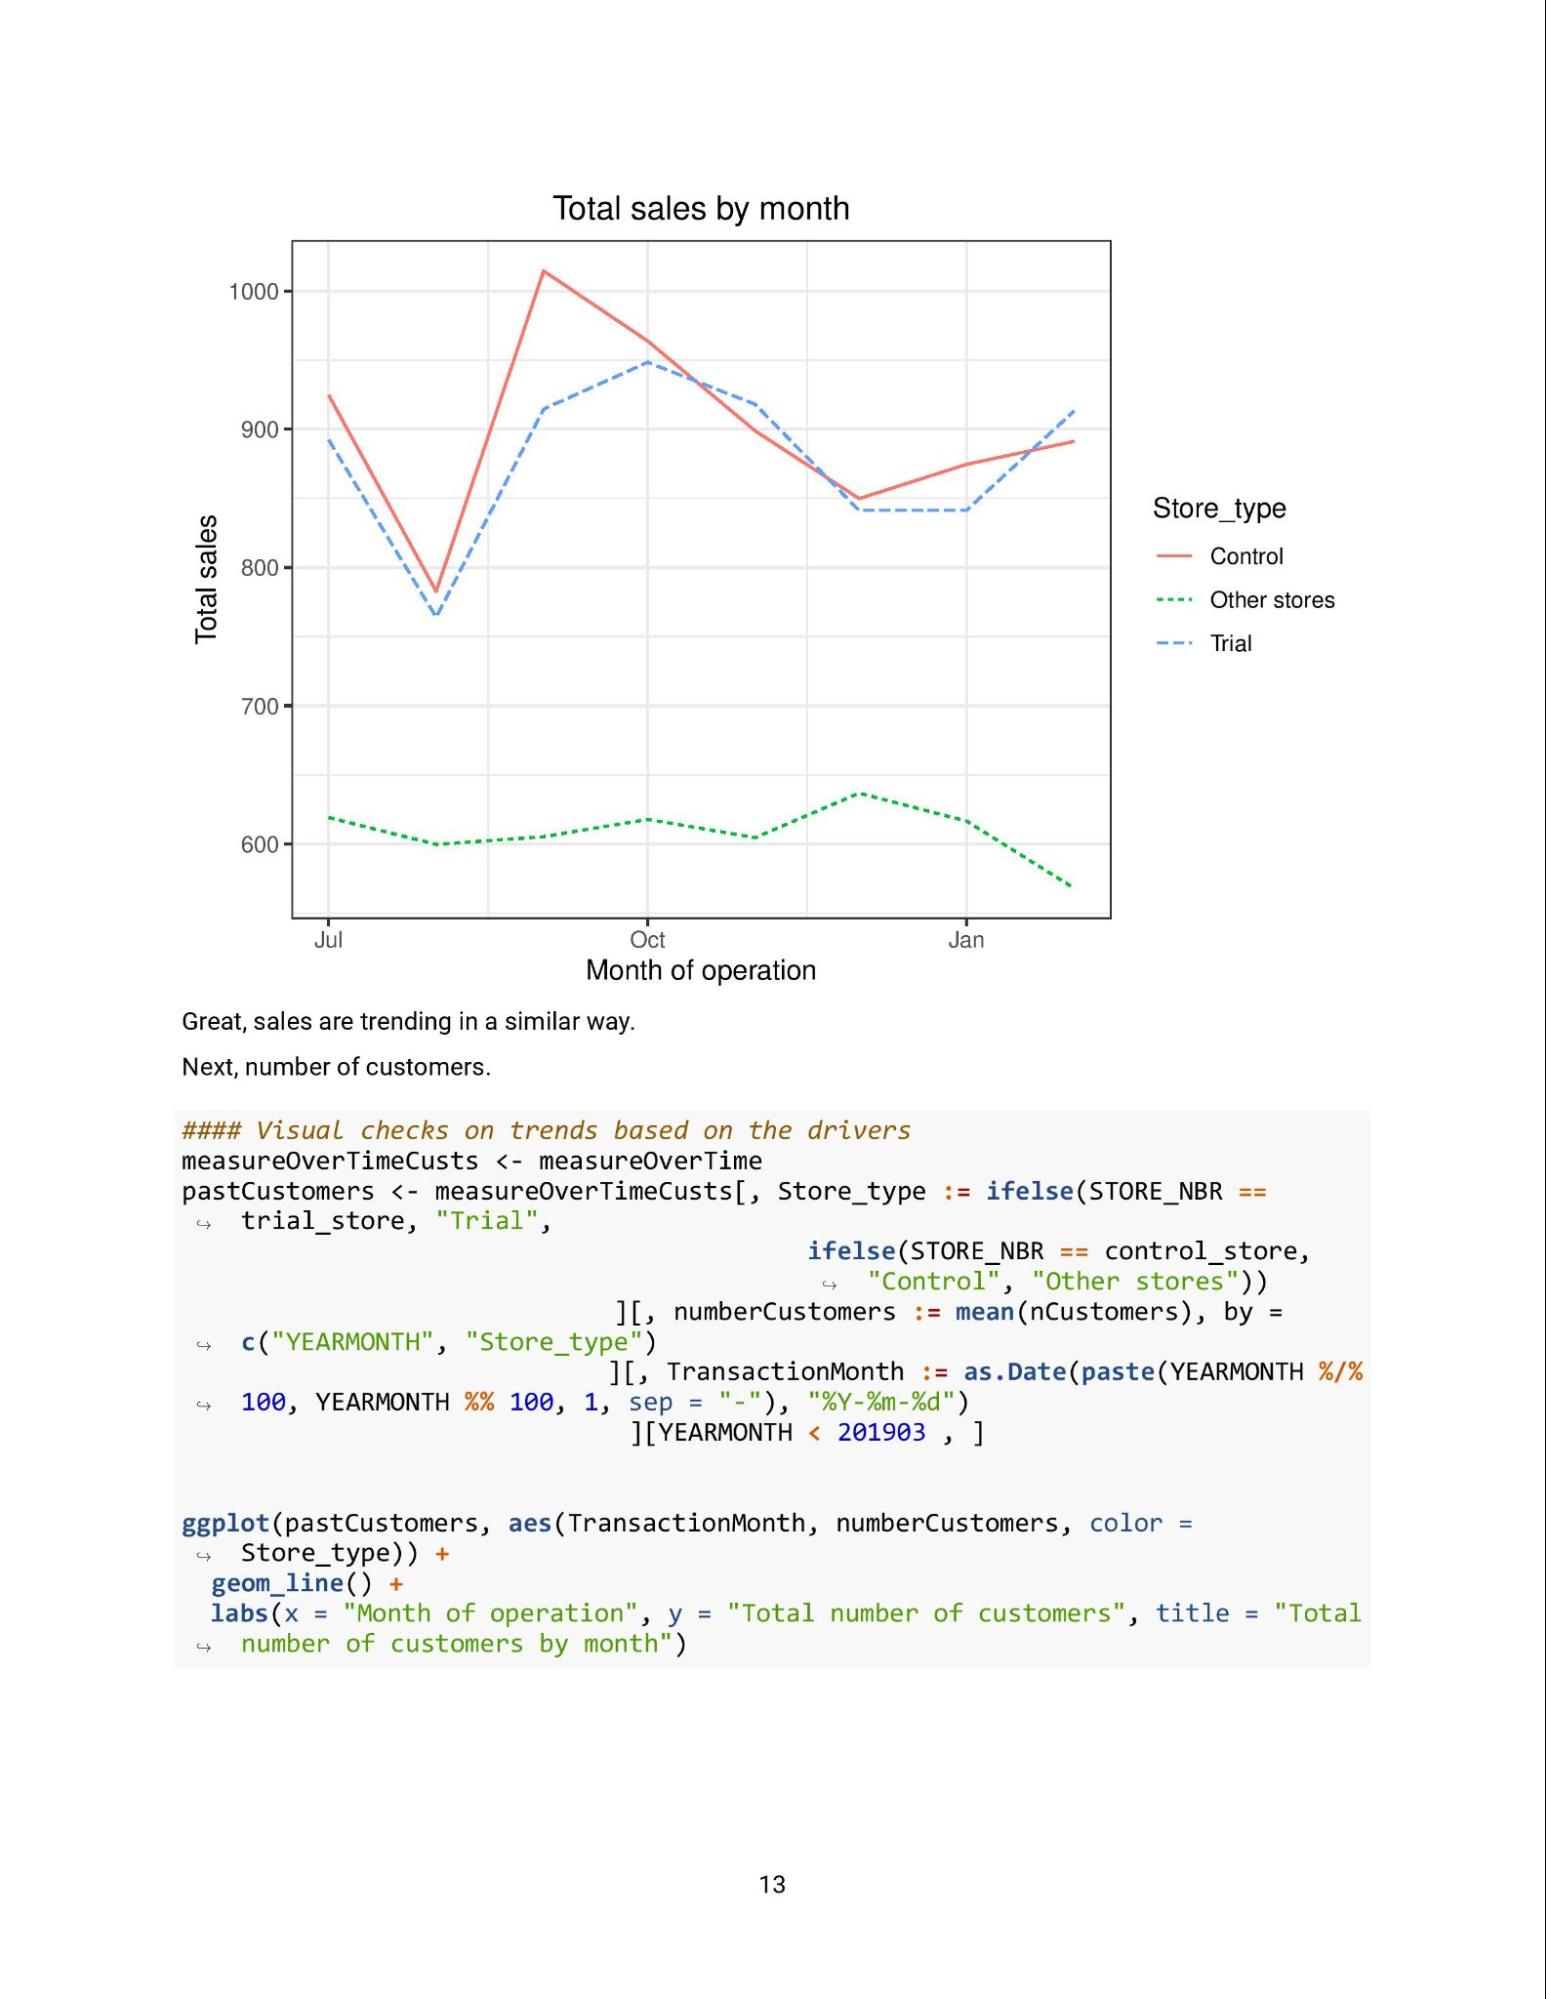 Total sales by month
1000
900
800
700
600
Total sales
Jul Oct Jan
Month of operation
Store_type
Control
Other stores
Trial
Great, sales are trending in a similar way.
Next, number of customers.
#### Visual checks on trends based on the drivers
measureOverTimeCusts <- measureOverTime
pastCustomers <- measureOverTimeCusts[, Store_type := ifelse(STORE_NBR ==
↪ trial_store, "Trial",
ifelse(STORE_NBR == control_store,
↪ "Control", "Other stores"))
][, numberCustomers := mean(nCustomers), by =
↪ c("YEARMONTH", "Store_type")
][, TransactionMonth := as.Date(paste(YEARMONTH %/%
↪ 100, YEARMONTH %% 100, 1, sep = "-"), "%Y-%m-%d")
][YEARMONTH < 201903 , ]
ggplot(pastCustomers, aes(TransactionMonth, numberCustomers, color =
↪ Store_type)) +
geom_line() +
labs(x = "Month of operation", y = "Total number of customers", title = "Total
↪ number of customers by month")
13